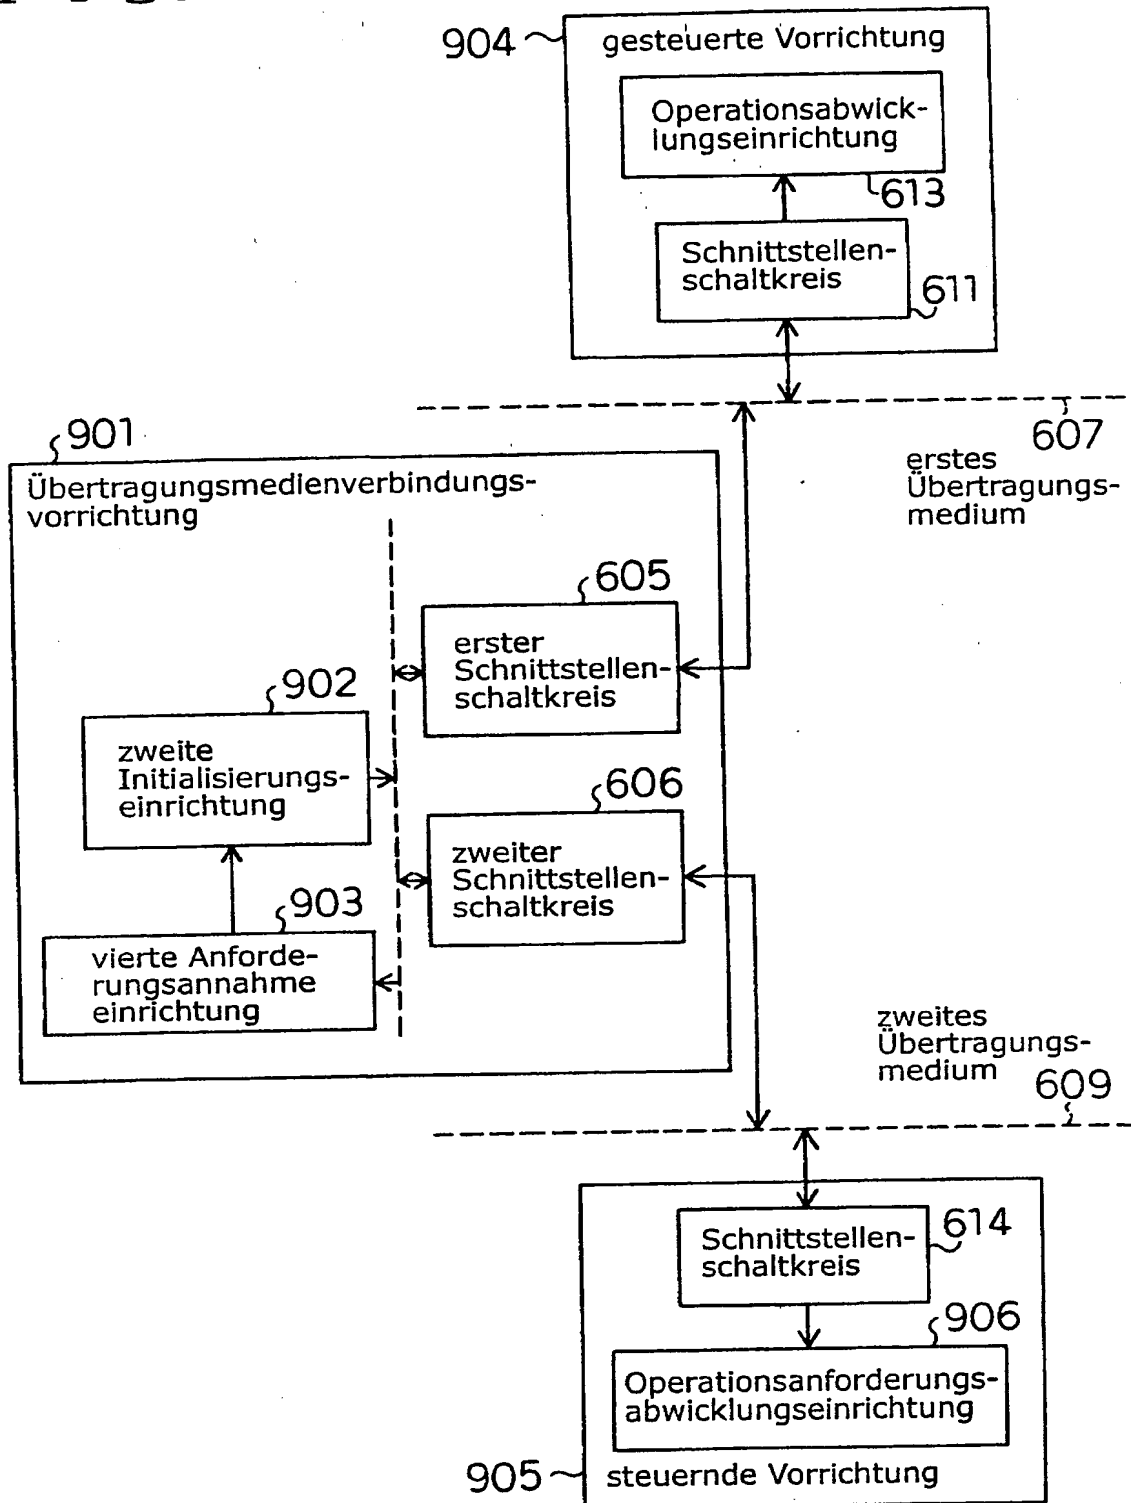 904
gesteuerte Vorrichtung
Operationsabwick-
lungseinrichtung
613
Schnittstellen-
schaltkreis
611
607
erstes
Übertragungs-
medium
901
Übertragungsmedienverbindungs-
vorrichtung
605
erster
Schnittstellen-
schaltkreis
902
zweite
Initialisierungs-
einrichtung
606
zweiter
Schnittstellen-
schaltkreis
903
vierte Anforde-
rungsannahme
einrichtung
zweites
Übertragungs-
medium
609
Schnittstellen-
schaltkreis
614
906
Operationsanforderungs-
abwicklungseinrichtung
905
steuernde Vorrichtung